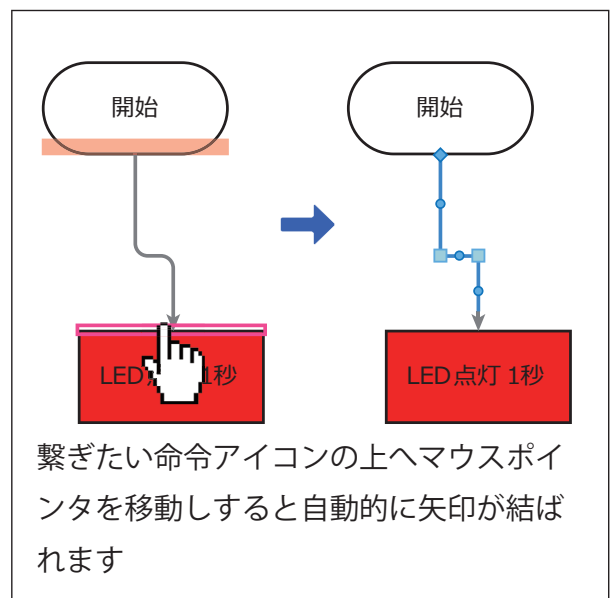 開始
開始
LED 1秒
LED点灯 1秒
繋ぎたい命令アイコンの上へマウスポイ
ンタを移動しすると自動的に矢印が結ば
れます